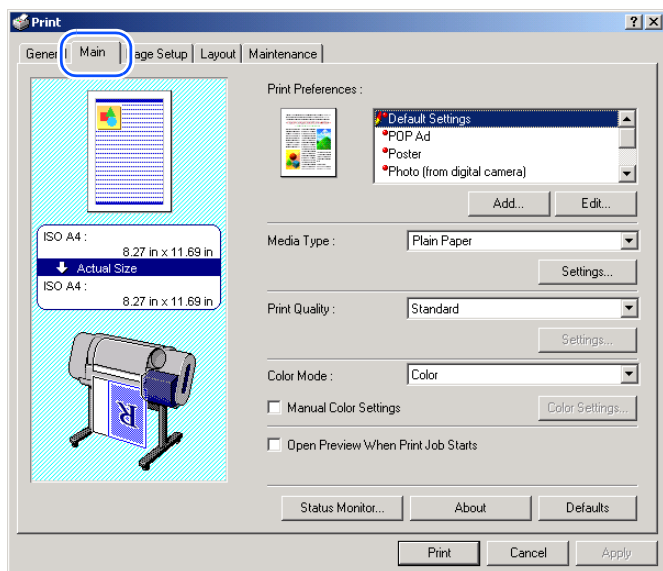 Print
General Main Page Setup Layout Maintenance
Print Preferences :
Default Settings
POP Ad
Poster
Photo (from digital camera)
Add... Edit...
ISO A4 :
8.27 in x 11.69 in
Actual Size
ISO A4 :
8.27 in x 11.69 in
R
Media Type : Plain Paper
Settings...
Print Quality : Standard
Settings...
Color Mode : Color
Manual Color Settings Color Settings...
Open Preview When Print Job Starts
Status Monitor... About Defaults
Print Cancel Apply